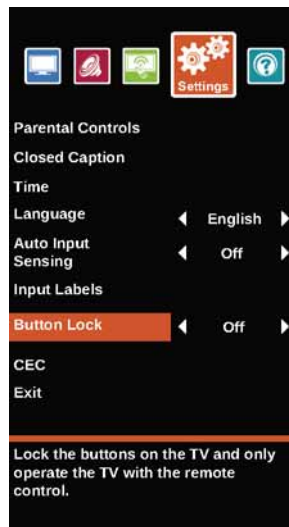 Settings
Parental Controls
Closed Caption
Time
Language English
Auto Input
Sensing Off
Input Labels
Button Lock Off
CEC
Exit
Lock the buttons on the TV and only
operate the TV with the remote
control.